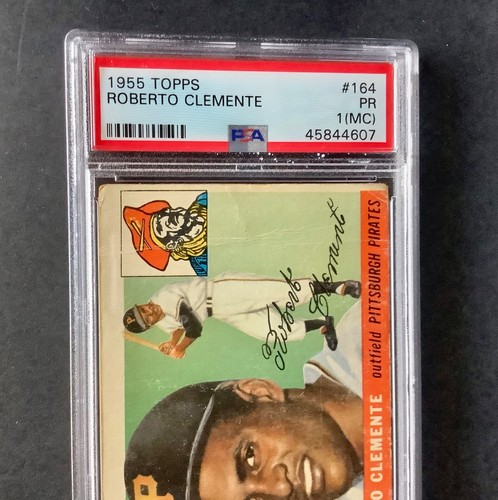 1955 TOPPS
ROBERTO CLEMENTE
#164
PR
1(MC)
45844607
PSA
Roberto
Clemente
O CLEMENTE
outfield PITTSBURGH PIRATES
P
P